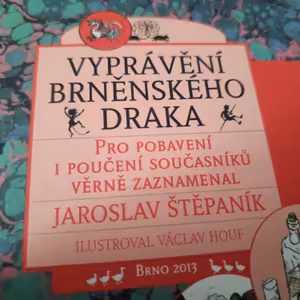 VYPRÁVĚNÍ
BRNĚNSKÉHO
DRAKA
PRO POBAVENÍ
I POUČENÍ SOUČASNÍKŮ
VĚRNĚ ZAZNAMENAL
JAROSLAV ŠTĚPANÍK
ILUSTROVAL VÁCLAV HOUF
BRNO 2013